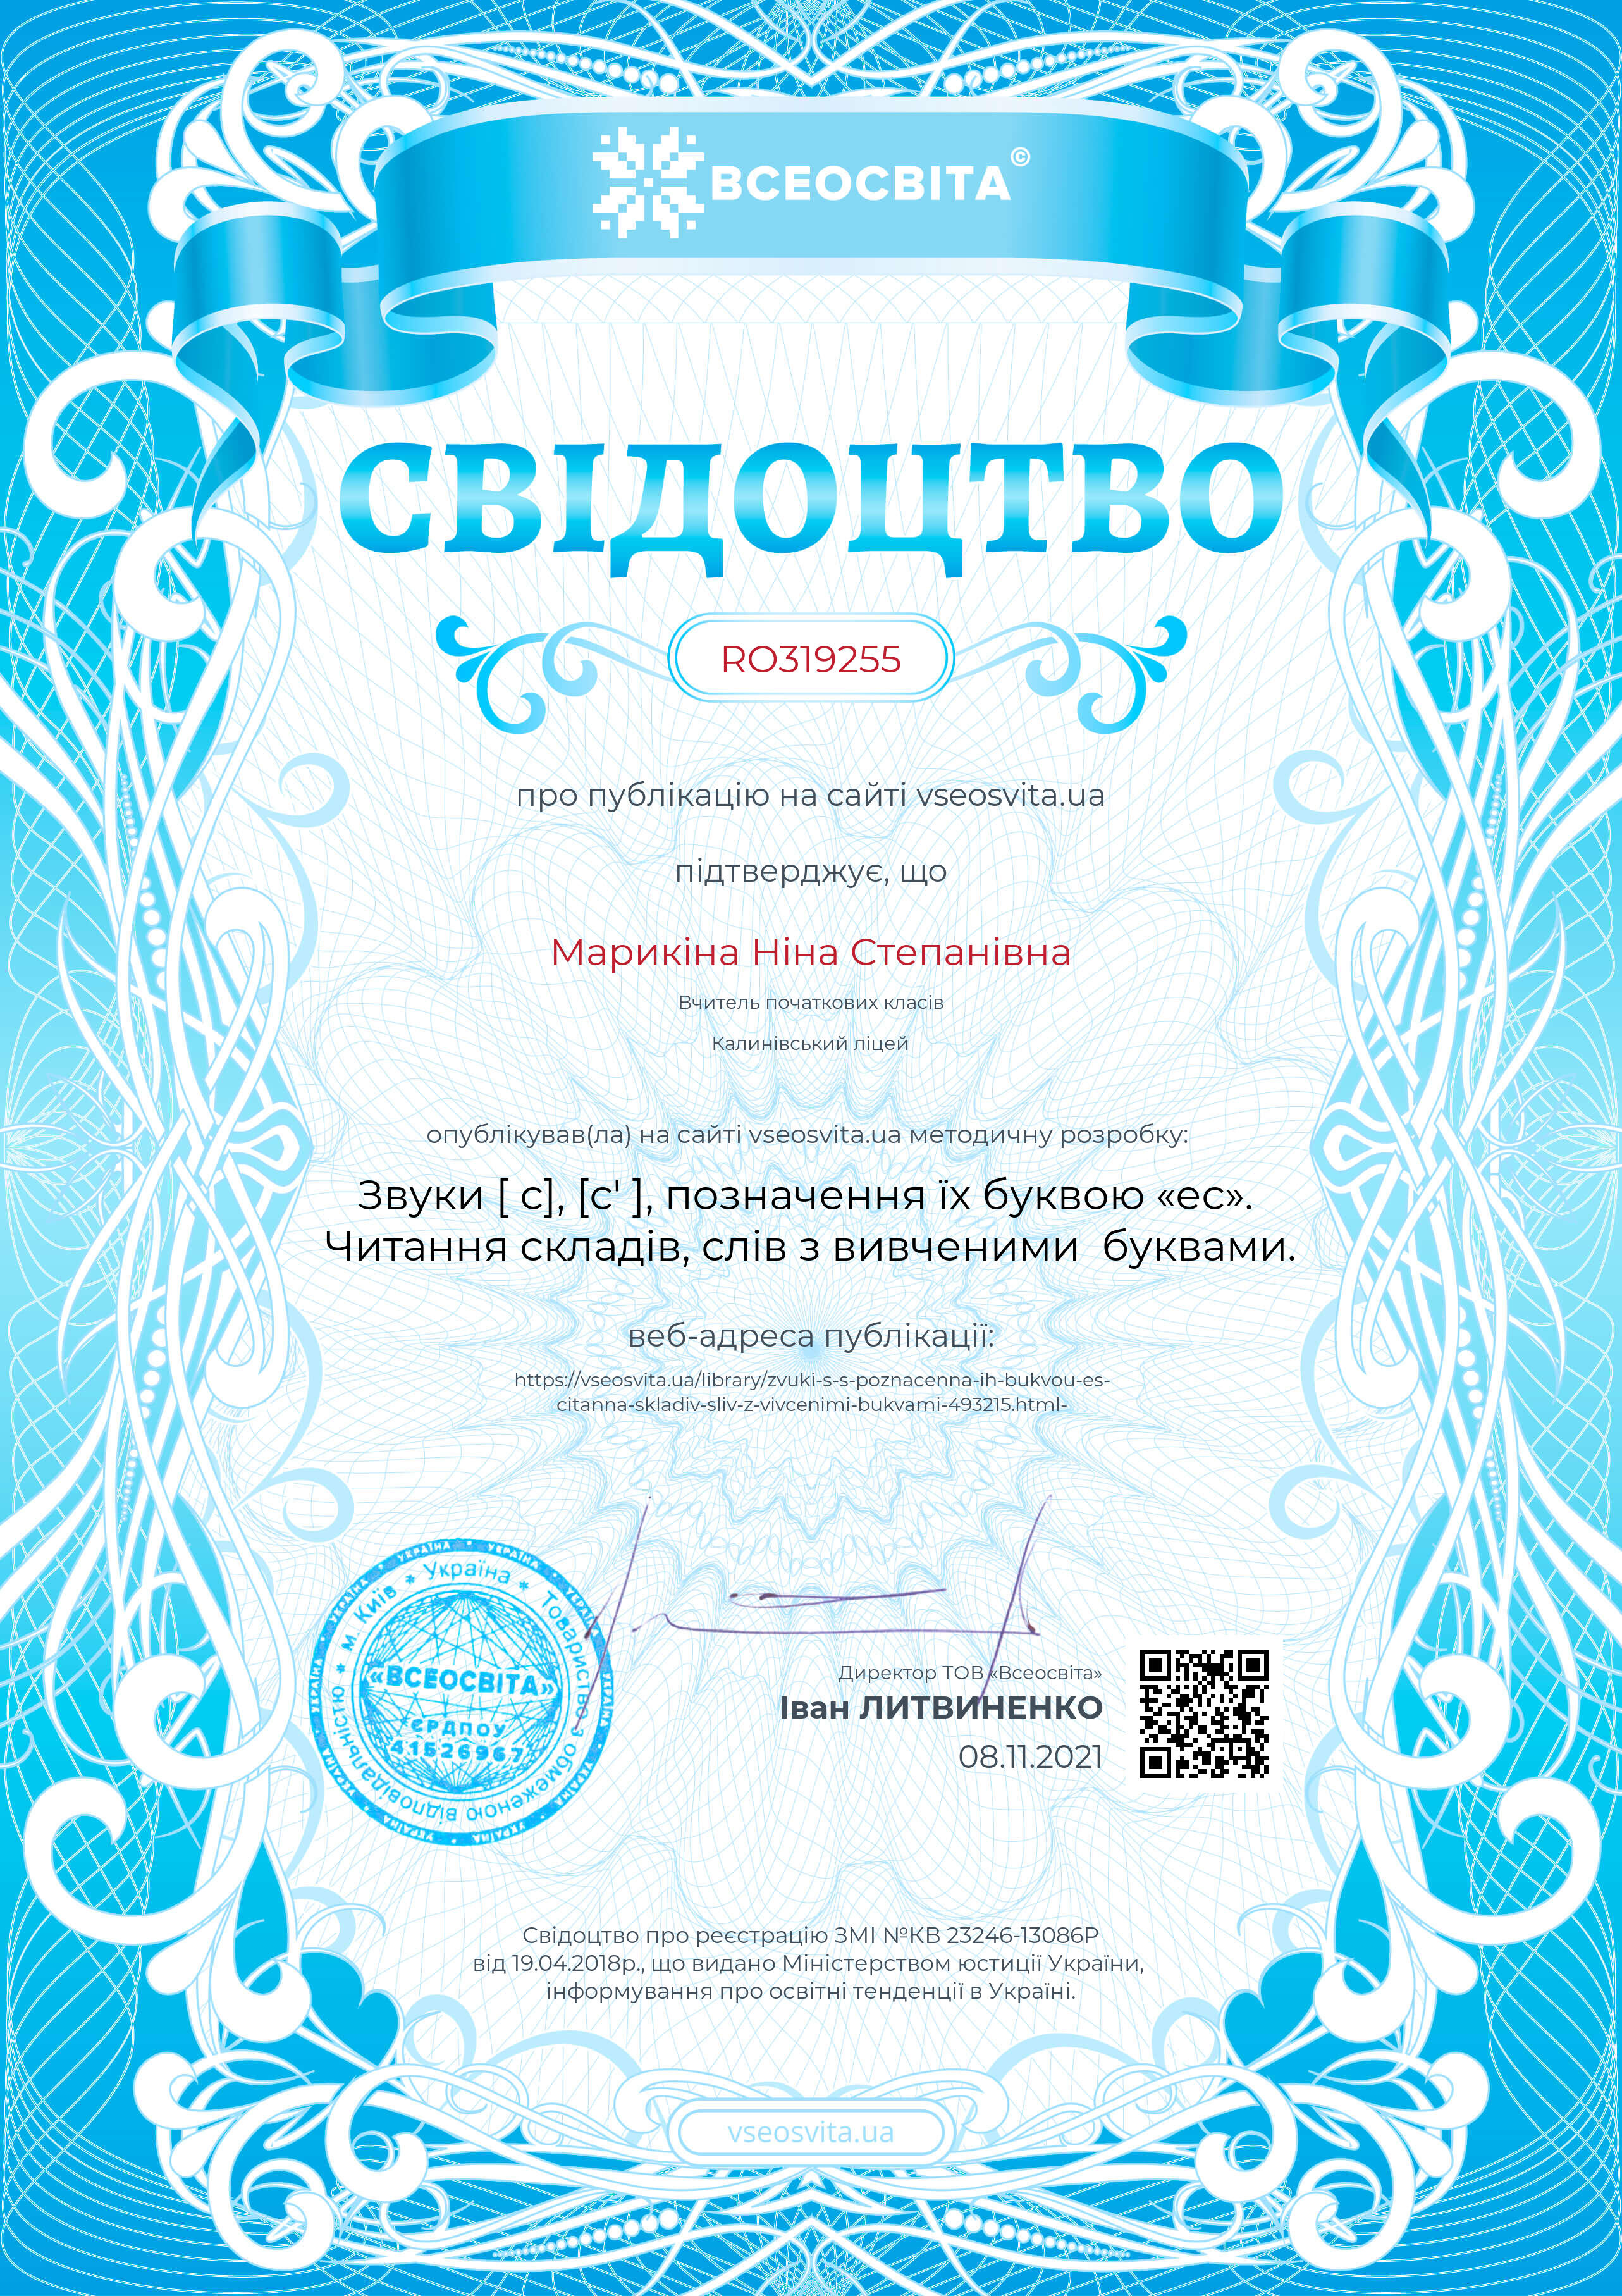 ВСЕОСВІТА©
СВІДОЦТВО
RO319255
про публікацію на сайті vseosvita.ua
підтверджує, що
Марикіна Ніна Степанівна
Вчитель початкових класів
Калинівський ліцей
опублікував(ла) на сайті vseosvita.ua методичну розробку:
Звуки [ с], [с' ], позначення їх буквою «ес».
Читання складів, слів з вивченими  буквами.
веб-адреса публікації:
https://vseosvita.ua/library/zvuki-s-s-poznacenna-ih-bukvou-es-
citanna-skladiv-sliv-z-vivcenimi-bukvami-493215.html-
УКРАЇНА * УКРАЇНА * УКРАЇНА * УКРАЇНА
* м. Київ * Україна * Товариство з обмеженою відповідальністю
«ВСЕОСВІТА»
ЄРДПОУ
41526967
Директор ТОВ «Всеосвіта»
Іван ЛИТВИНЕНКО
08.11.2021
Свідоцтво про реєстрацію ЗМІ №КВ 23246-13086Р
від 19.04.2018р., що видано Міністерством юстиції України,
інформування про освітні тенденції в Україні.
vseosvita.ua